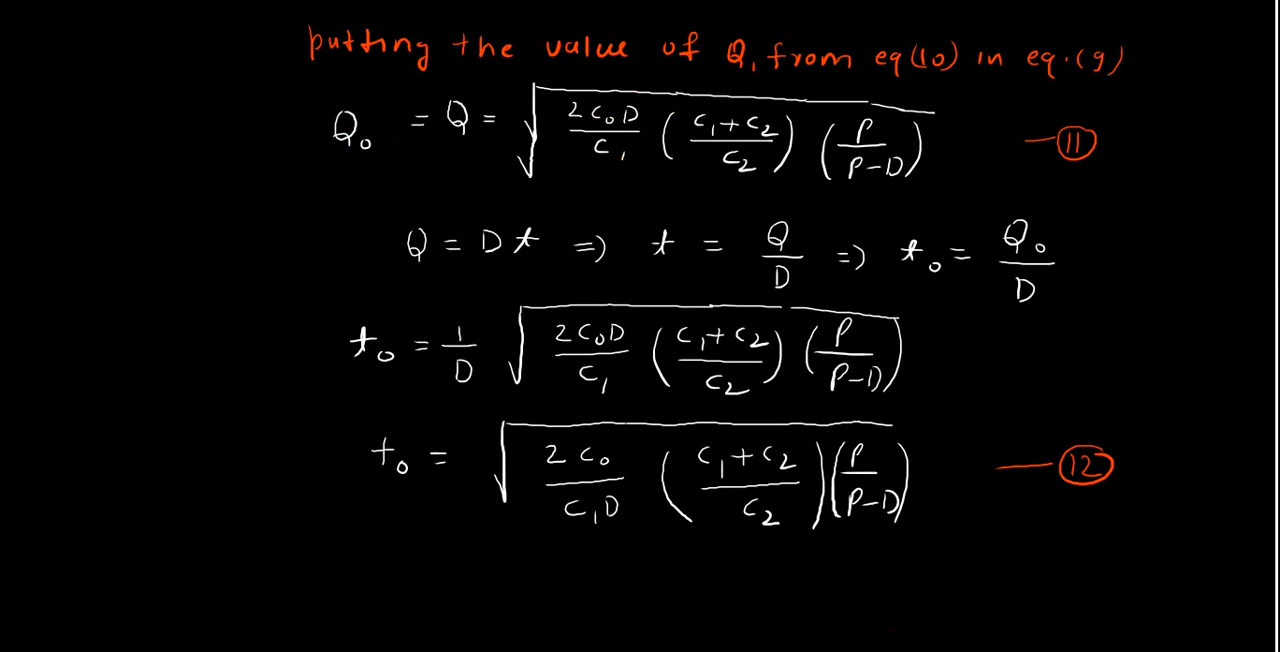 putting the value of Q₁ from eq(10) in eq.(9)
Q₀ = Q = √( 2C₀D/C₁ ((C₁+C₂)/C₂) (P/(P-D)) ) —⑪
Q = Dt ⇒ t = Q/D ⇒ t₀ = Q₀/D
t₀ = 1/D √( 2C₀D/C₁ ((C₁+C₂)/C₂) (P/(P-D)) )
t₀ = √( 2C₀/C₁D ((C₁+C₂)/C₂) (P/(P-D)) ) —⑫